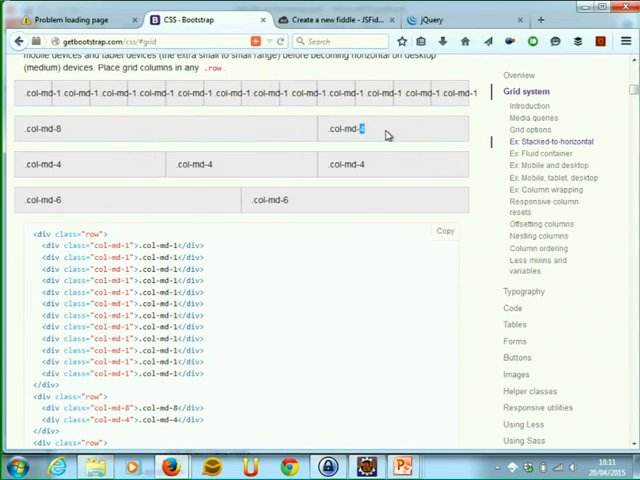 Problem loading page
CSS · Bootstrap
Create a new fiddle - JSFid...
jQuery
getbootstrap.com/css/#grid
Search
mobile devices and tablet devices (the extra small to small range) before becoming horizontal on desktop
(medium) devices. Place grid columns in any .row.
.col-md-1 .col-md-1 .col-md-1 .col-md-1 .col-md-1 .col-md-1 .col-md-1 .col-md-1 .col-md-1 .col-md-1 .col-md-1 .col-md-1
.col-md-8 .col-md-4
.col-md-4 .col-md-4 .col-md-4
.col-md-6 .col-md-6
Copy
<div class="row">
<div class="col-md-1">.col-md-1</div>
<div class="col-md-1">.col-md-1</div>
<div class="col-md-1">.col-md-1</div>
<div class="col-md-1">.col-md-1</div>
<div class="col-md-1">.col-md-1</div>
<div class="col-md-1">.col-md-1</div>
<div class="col-md-1">.col-md-1</div>
<div class="col-md-1">.col-md-1</div>
<div class="col-md-1">.col-md-1</div>
<div class="col-md-1">.col-md-1</div>
<div class="col-md-1">.col-md-1</div>
<div class="col-md-1">.col-md-1</div>
</div>
<div class="row">
<div class="col-md-8">.col-md-8</div>
<div class="col-md-4">.col-md-4</div>
</div>
<div class="row">
Overview
Grid system
Introduction
Media queries
Grid options
Ex: Stacked-to-horizontal
Ex: Fluid container
Ex: Mobile and desktop
Ex: Mobile, tablet, desktop
Ex: Column wrapping
Responsive column
resets
Offsetting columns
Nesting columns
Column ordering
Less mixins and
variables
Typography
Code
Tables
Forms
Buttons
Images
Helper classes
Responsive utilities
Using Less
Using Sass
18:11
20/04/2015